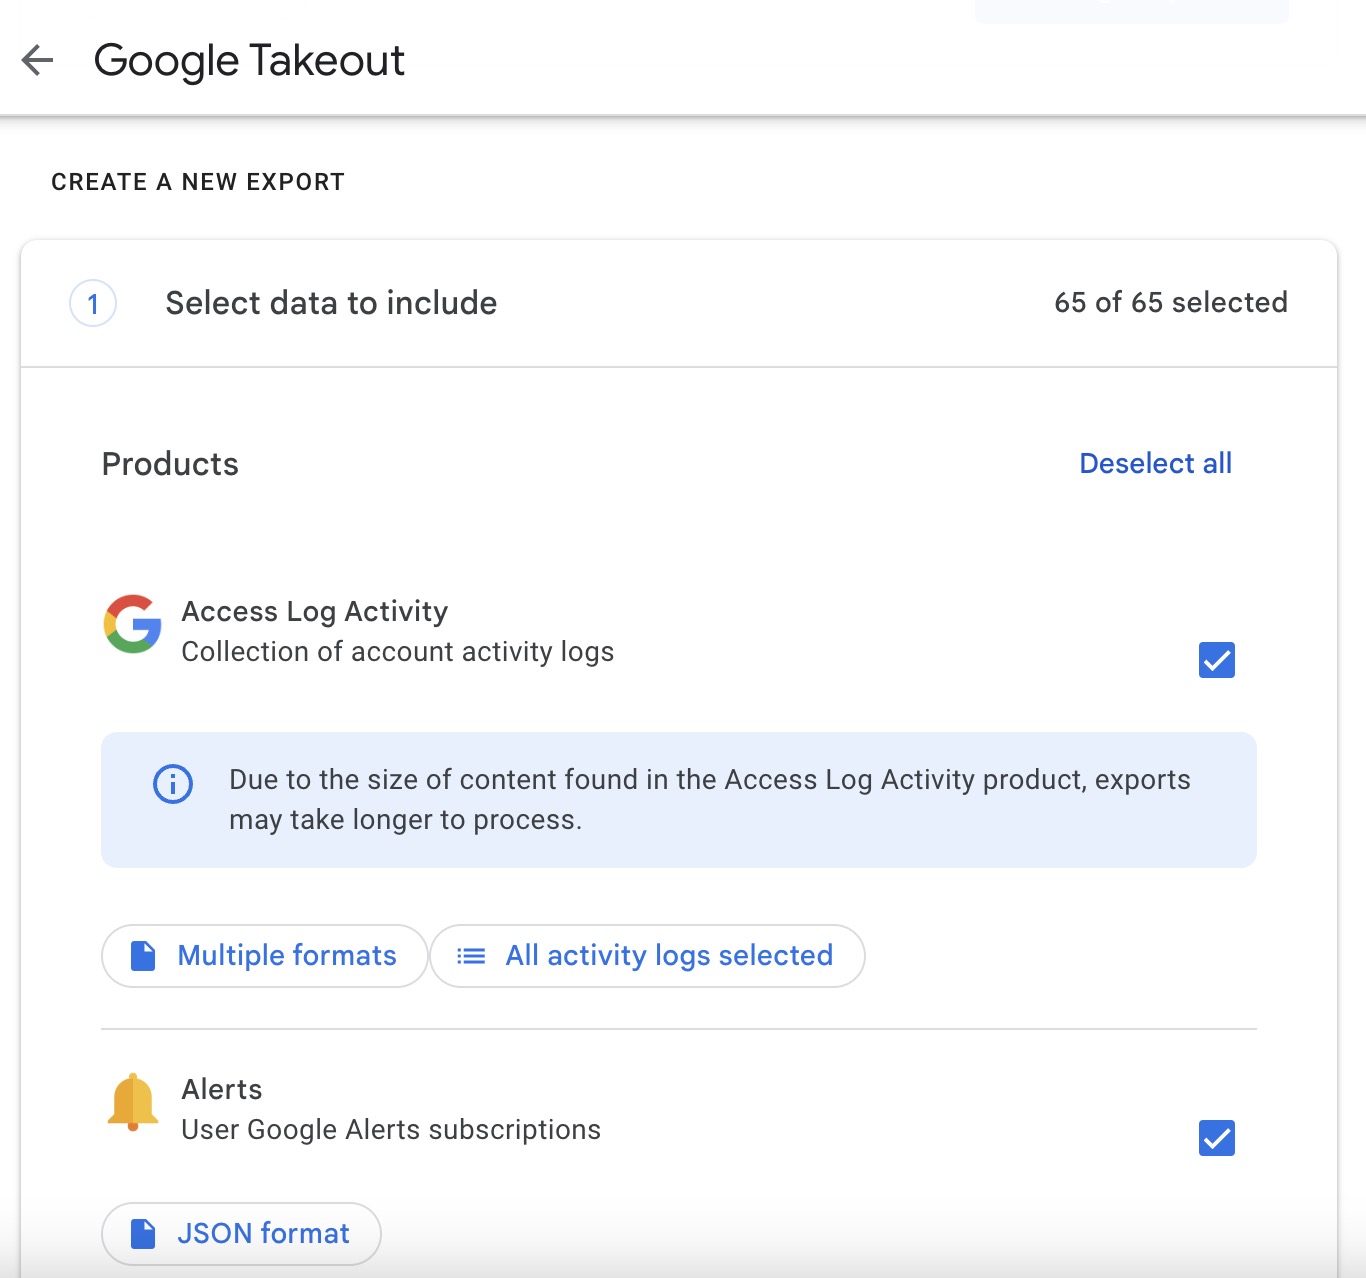 Google Takeout
CREATE A NEW EXPORT
1 Select data to include 65 of 65 selected
Products Deselect all
Access Log Activity
Collection of account activity logs
Due to the size of content found in the Access Log Activity product, exports
may take longer to process.
Multiple formats All activity logs selected
Alerts
User Google Alerts subscriptions
JSON format